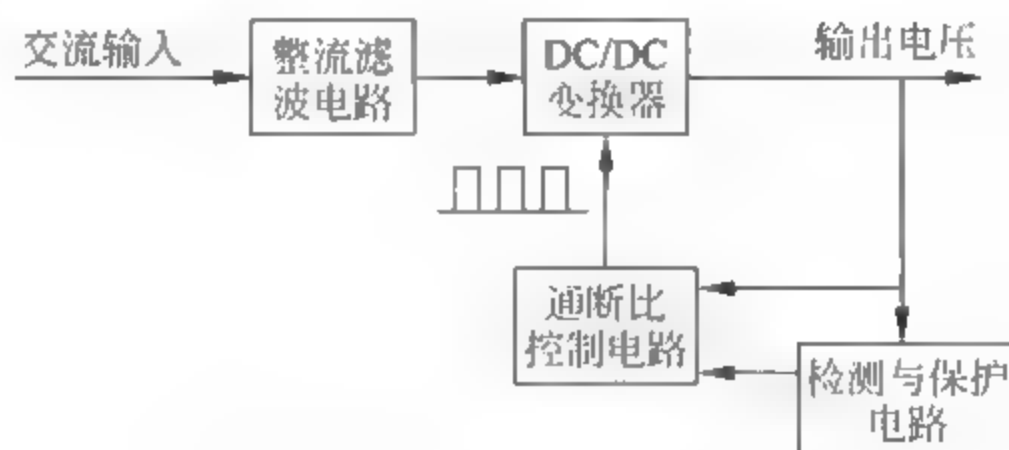 交流输入
整流滤
波电路
DC/DC
变换器
输出电压
通断比
控制电路
检测与保护
电路